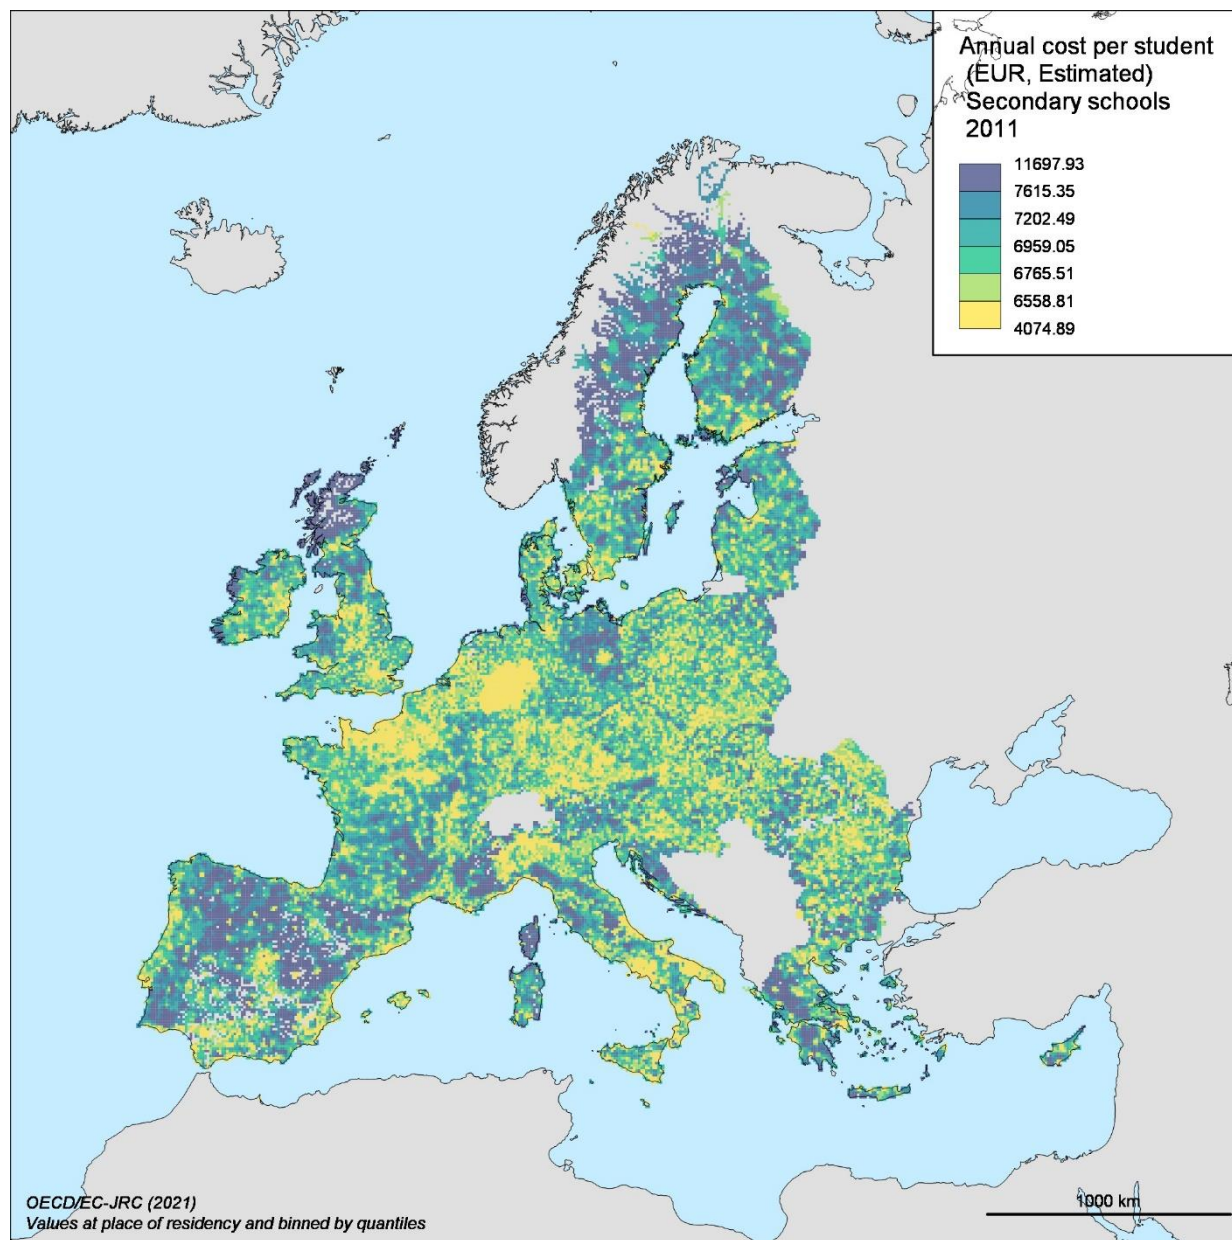 Annual cost per student
(EUR, Estimated)
Secondary schools
2011
11697.93
7615.35
7202.49
6959.05
6765.51
6558.81
4074.89
OECD/EC-JRC (2021)
Values at place of residency and binned by quantiles
1000 km